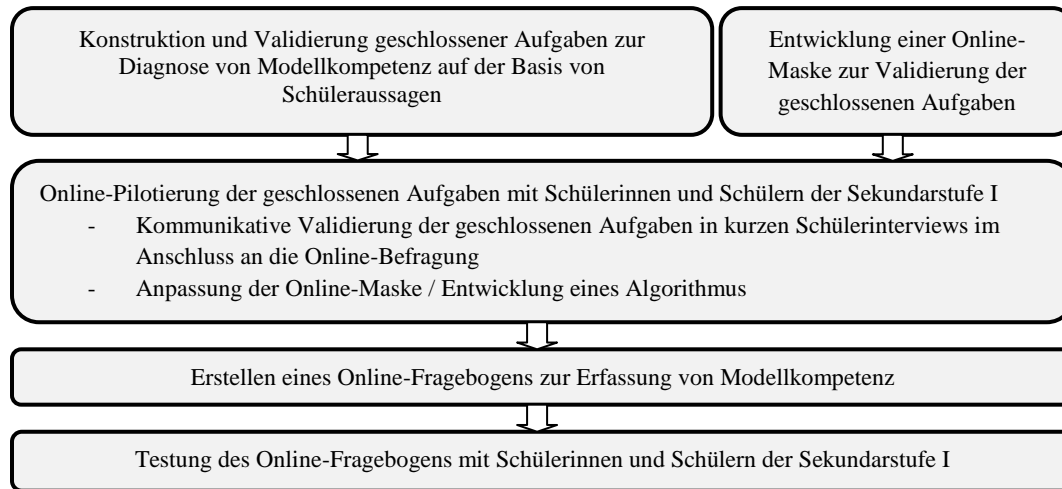 Konstruktion und Validierung geschlossener Aufgaben zur
Diagnose von Modellkompetenz auf der Basis von
Schüleraussagen
Entwicklung einer Online-
Maske zur Validierung der
geschlossenen Aufgaben
Online-Pilotierung der geschlossenen Aufgaben mit Schülerinnen und Schülern der Sekundarstufe I
- Kommunikative Validierung der geschlossenen Aufgaben in kurzen Schülerinterviews im
Anschluss an die Online-Befragung
- Anpassung der Online-Maske / Entwicklung eines Algorithmus
Erstellen eines Online-Fragebogens zur Erfassung von Modellkompetenz
Testung des Online-Fragebogens mit Schülerinnen und Schülern der Sekundarstufe I